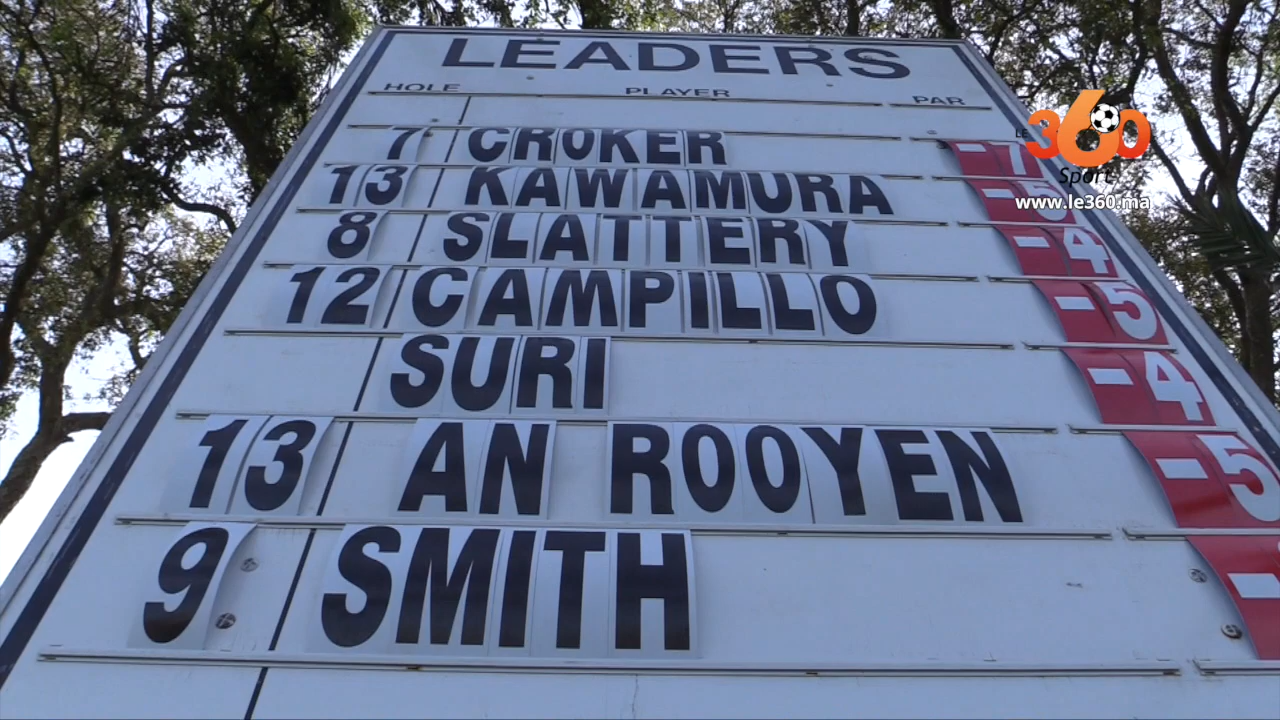 LEADERS
HOLE PLAYER PAR
7 CROKER -7
13 KAWAMURA -5
8 SLATTERY -4
12 CAMPILLO -5
SURI -4
13 AN ROOYEN -5
9 SMITH -
LE 360
Sport
www.le360.ma